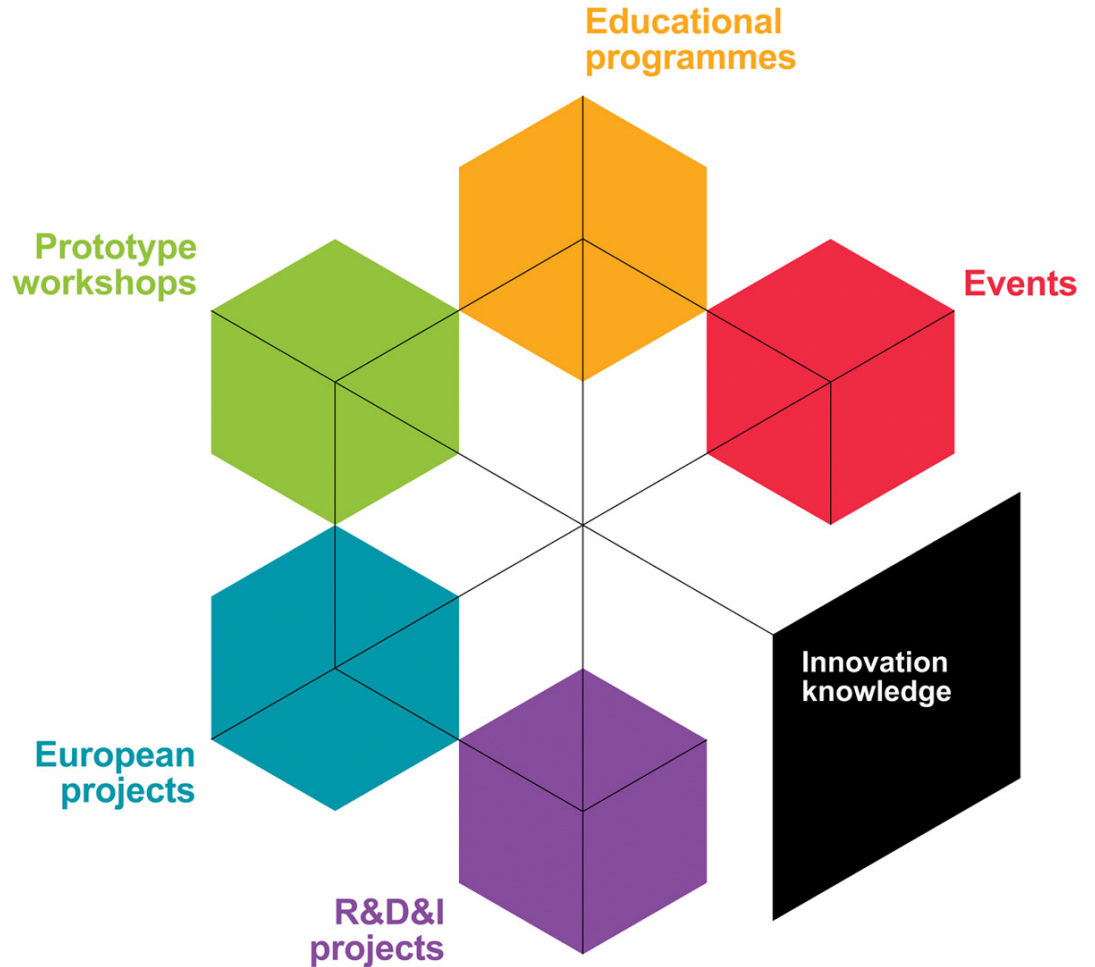 Educational
programmes
Prototype
workshops
Events
Innovation
knowledge
European
projects
R&D&I
projects